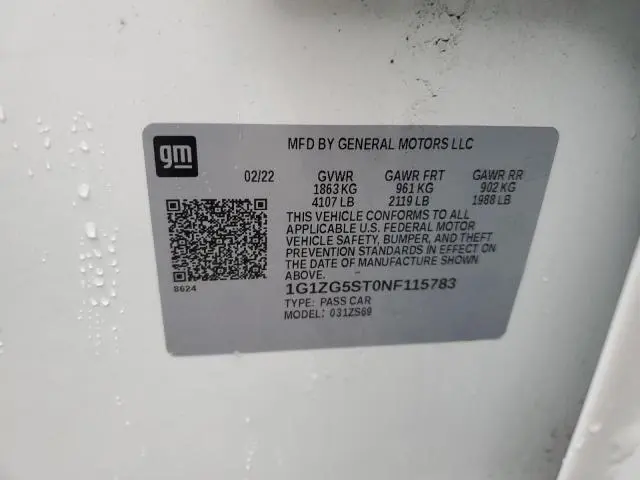 gm
MFD BY GENERAL MOTORS LLC
02/22 GVWR GAWR FRT GAWR RR
1863 KG 961 KG 902 KG
4107 LB 2119 LB 1988 LB
THIS VEHICLE CONFORMS TO ALL
APPLICABLE U.S. FEDERAL MOTOR
VEHICLE SAFETY, BUMPER, AND THEFT
PREVENTION STANDARDS IN EFFECT ON
THE DATE OF MANUFACTURE SHOWN
ABOVE.
8624
1G1ZG5ST0NF115783
TYPE: PASS CAR
MODEL: 031ZS69